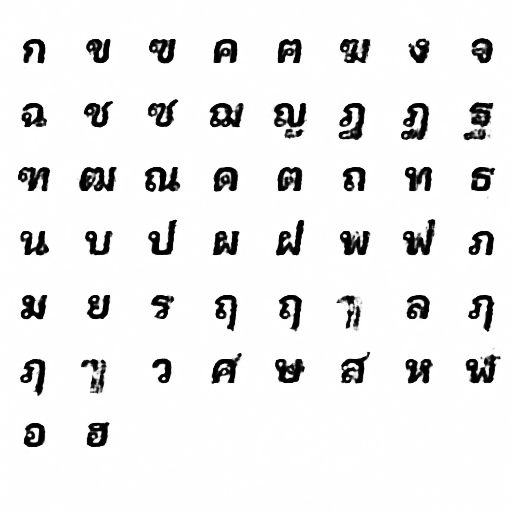 ก ข ฃ ค ฅ ฆ ง จ
ฉ ช ซ ฌ ญ ฎ ฏ ฐ
ฑ ฒ ณ ด ต ถ ท ธ
น บ ป ผ ฝ พ ฟ ภ
ม ย ร ฤ ฤ ล ฦ
ฦ ว ศ ษ ส ห ฬ
อ ฮ